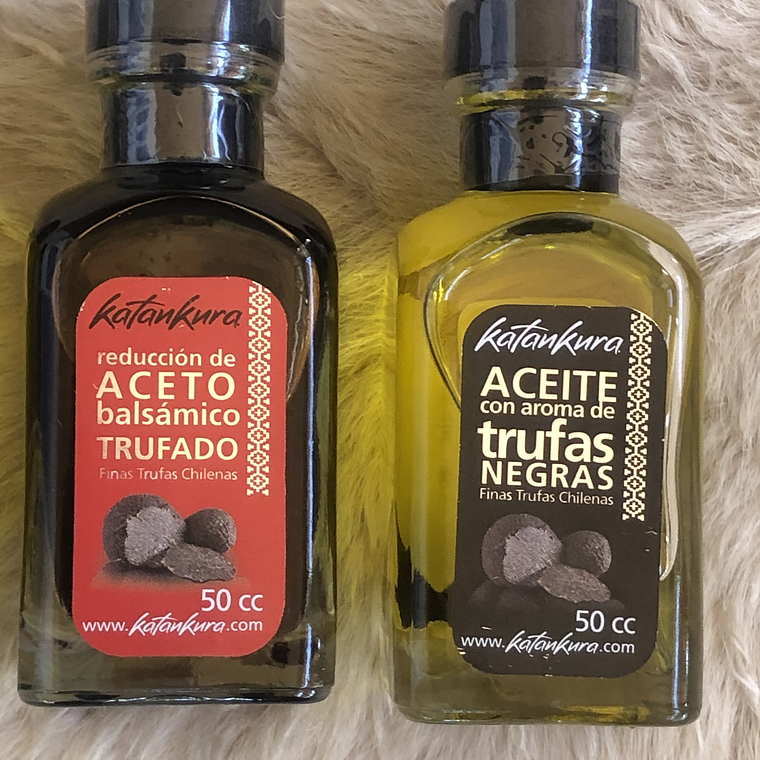 katankura
reducción de
ACETO
balsámico
TRUFADO
Finas Trufas Chilenas
50 cc
www.katankura.com
katankura
ACEITE
con aroma de
trufas
NEGRAS
Finas Trufas Chilenas
50 cc
www.katankura.com